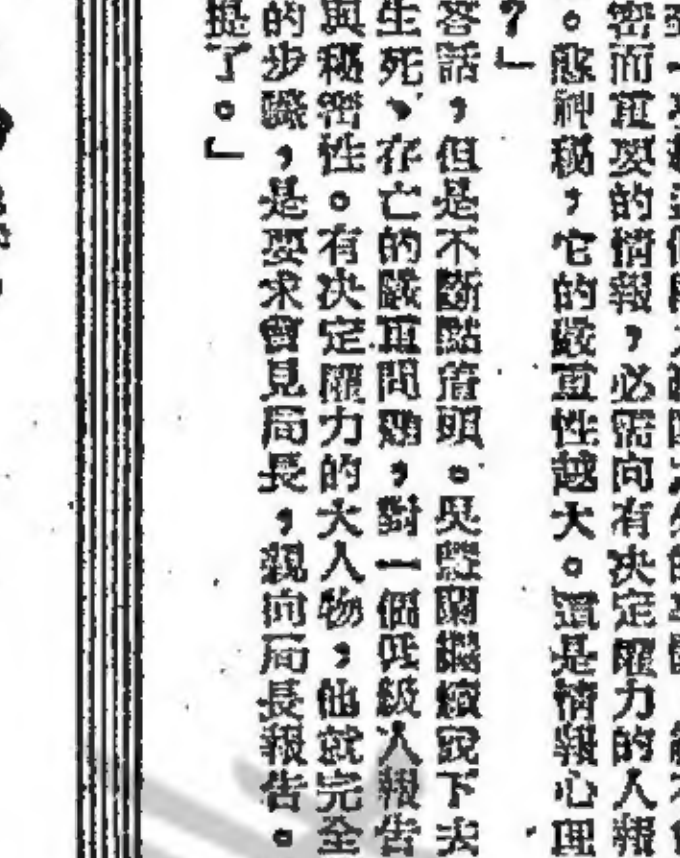 密而重要的情報，必需向有決定權力的人報
。愈神秘，它的嚴重性越大。這是情報心理
？」
答話，但是不斷點着頭。吳豔蘭繼續說下去
生死、存亡的嚴重問題，對一個低級人報告
與秘密性。有決定權力的大人物，他就完全
的步驟，是要求會見局長，親向局長報告。
提了。」